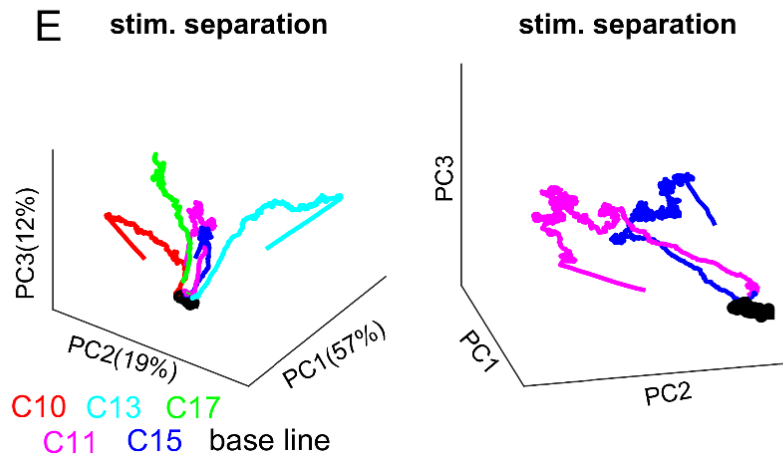 E
stim. separation
stim. separation
PC3(12%)
PC2(19%)
PC1(57%)
PC3
PC1
PC2
C10 C13 C17
C11 C15 base line